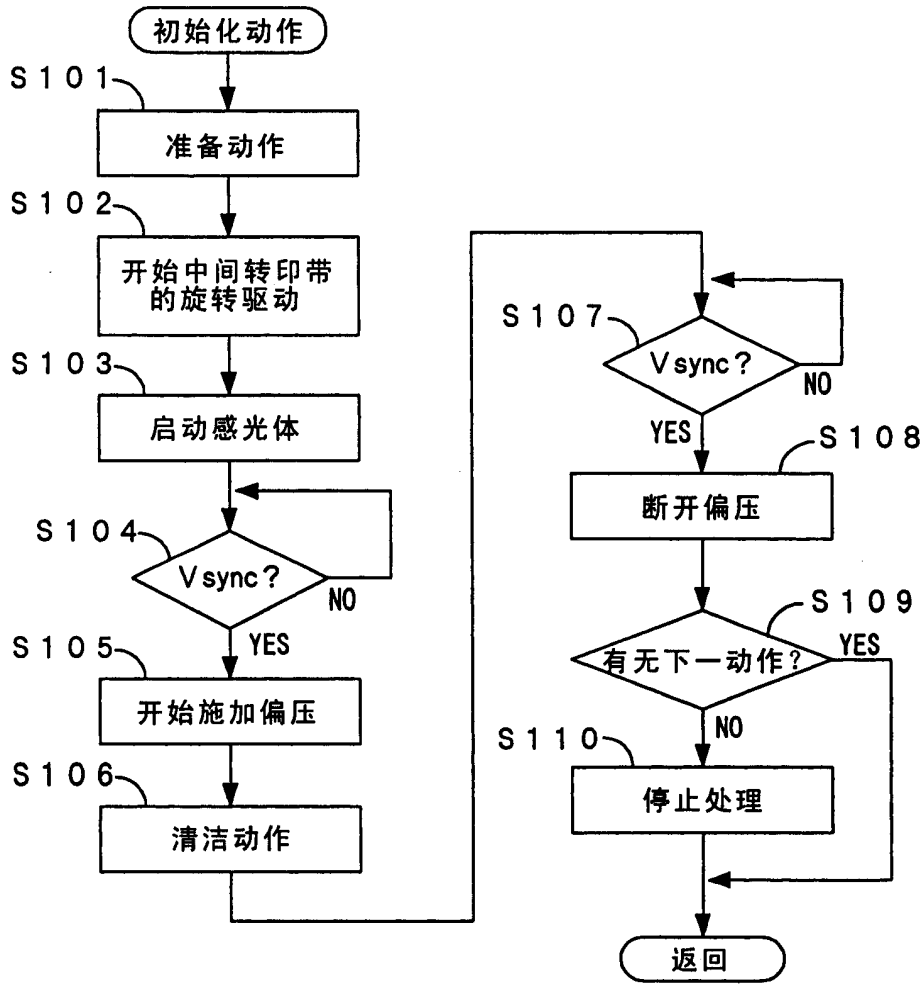 初始化动作
S101
准备动作
S102
开始中间转印带
的旋转驱动
S103
启动感光体
S104
Vsync?
NO
YES
S105
开始施加偏压
S106
清洁动作
S107
Vsync?
NO
YES
S108
断开偏压
S109
有无下一动作?
YES
NO
S110
停止处理
返回